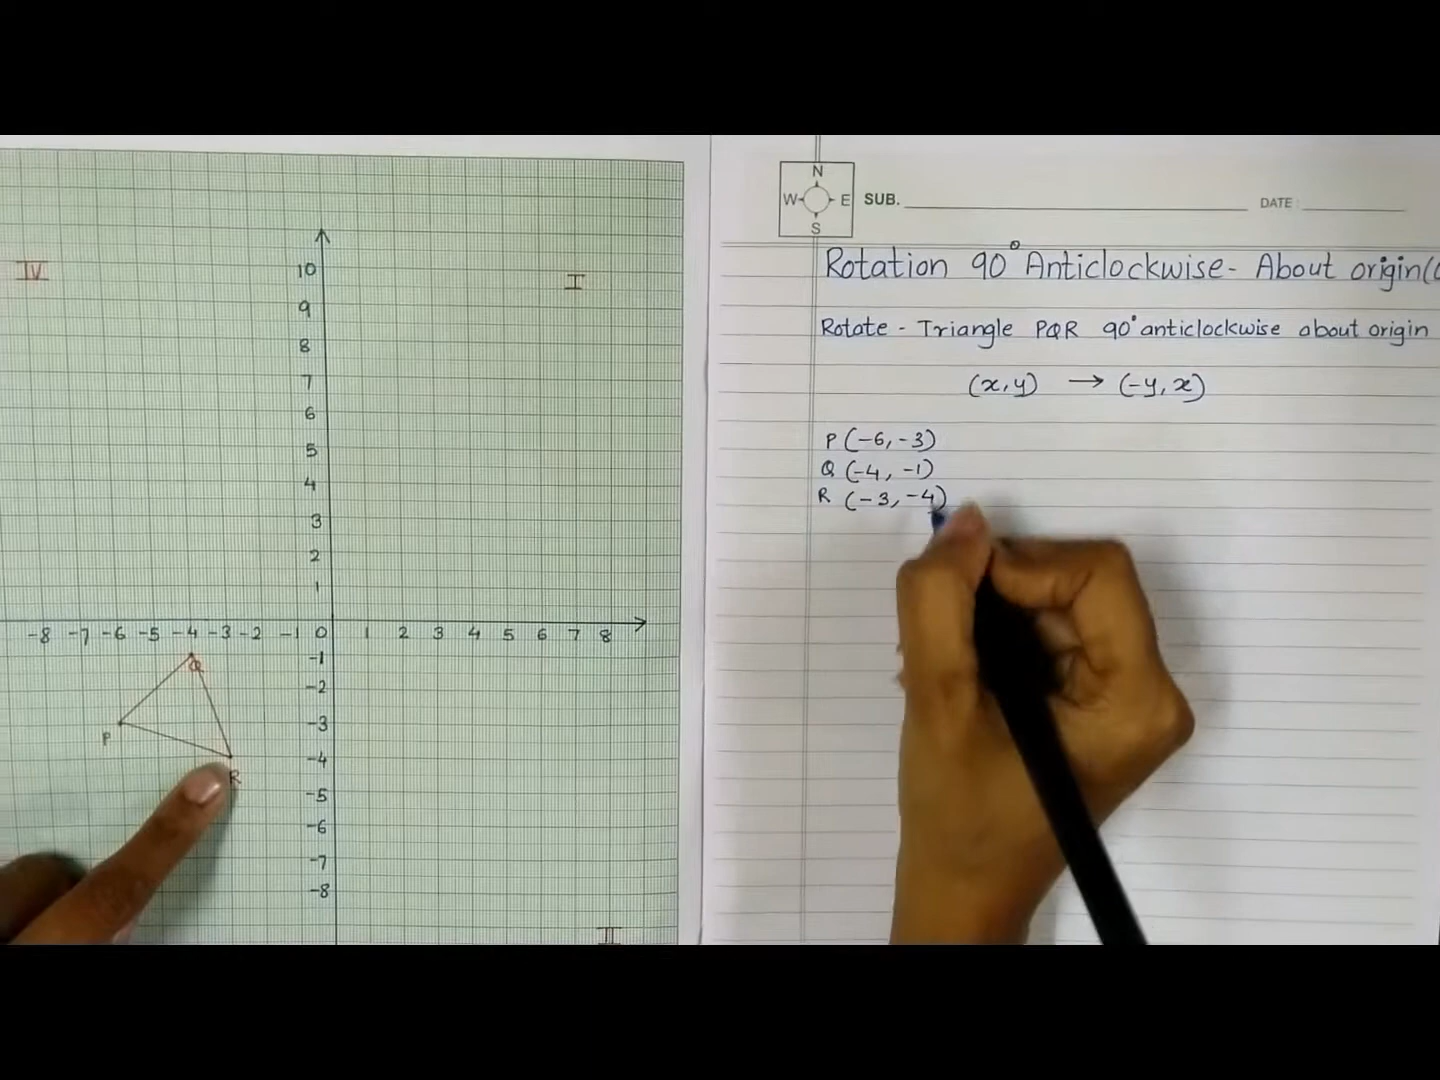 IV
I
10
9
8
7
6
5
4
3
2
1
-8 -7 -6 -5 -4 -3 -2 -1 0 1 2 3 4 5 6 7 8
-1
-2
-3
-4
-5
-6
-7
-8
Q
P
R
II
N
W E
S
SUB. DATE :
Rotation 90° Anticlockwise - About origin(
Rotate - Triangle PQR 90° anticlockwise about origin
(x,y) → (-y, x)
P (-6, -3)
Q (-4, -1)
R (-3, -4)